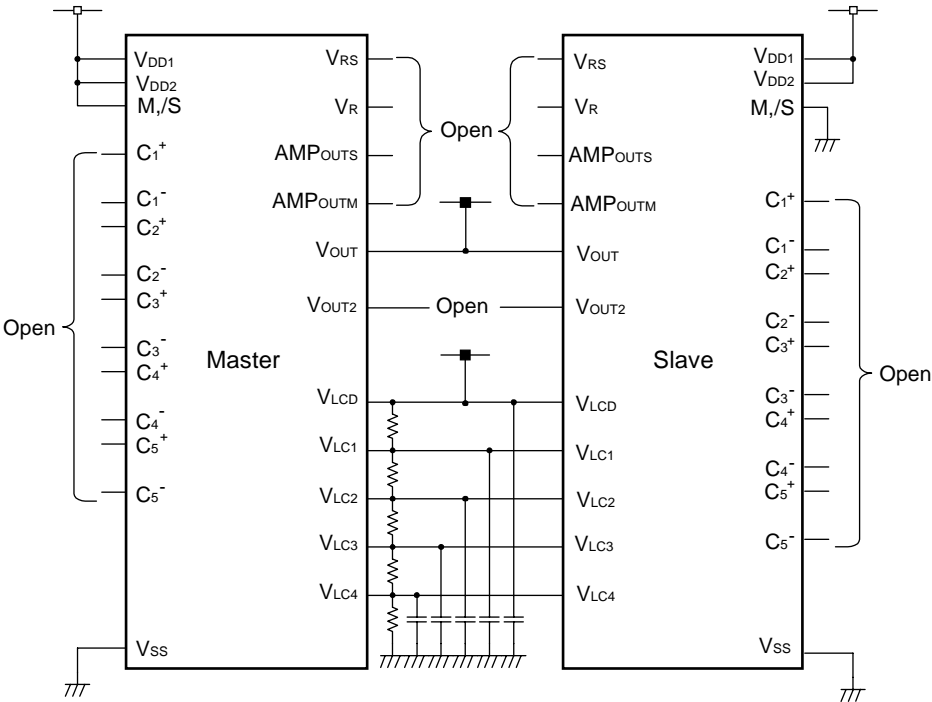 VDD1
VDD2
M,/S
C1+
C1-
C2+
C2-
C3+
C3-
C4+
C4-
C5+
C5-
VSS
Open
Master
VRS
VR
AMPOUTS
AMPOUTM
VOUT
VOUT2
VLCD
VLC1
VLC2
VLC3
VLC4
Open
Open
VRS
VR
AMPOUTS
AMPOUTM
VOUT
VOUT2
VLCD
VLC1
VLC2
VLC3
VLC4
Slave
VDD1
VDD2
M,/S
C1+
C1-
C2+
C2-
C3+
C3-
C4+
C4-
C5+
C5-
VSS
Open